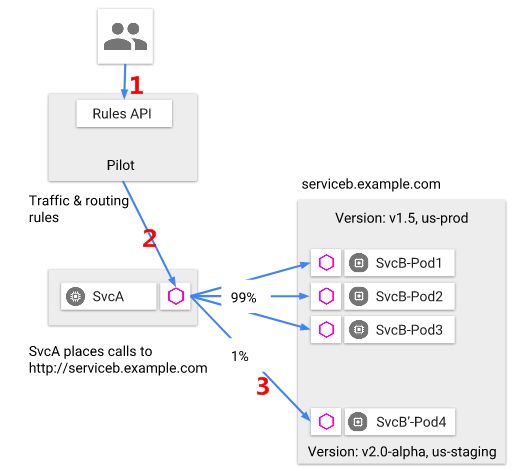 1
Rules API
Pilot
Traffic & routing
rules
2
SvcA
SvcA places calls to
http://serviceb.example.com
serviceb.example.com
Version: v1.5, us-prod
SvcB-Pod1
99%
SvcB-Pod2
SvcB-Pod3
1%
3
SvcB’-Pod4
Version: v2.0-alpha, us-staging